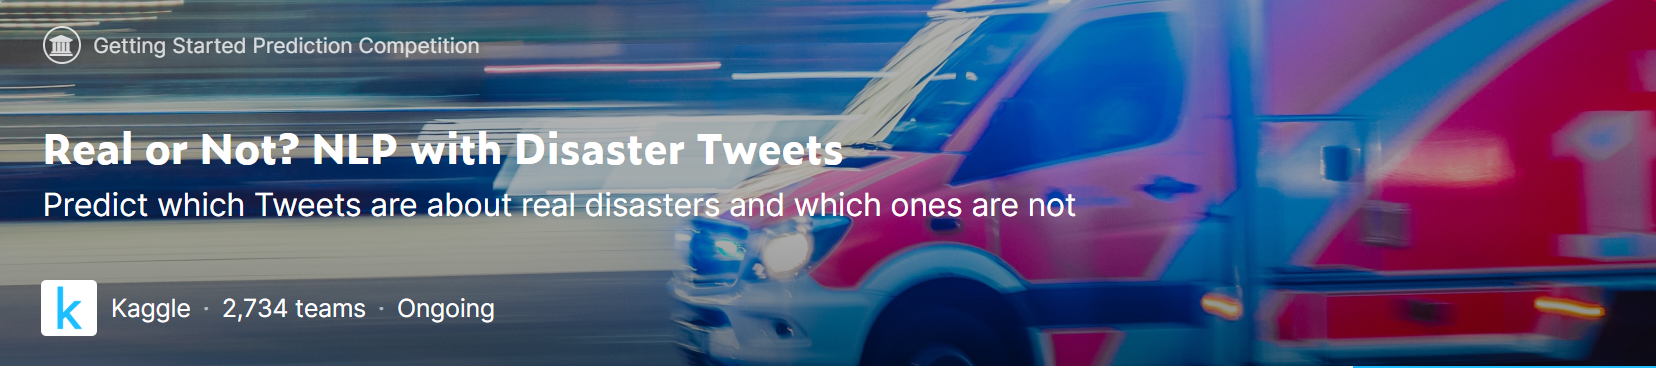 Getting Started Prediction Competition
Real or Not? NLP with Disaster Tweets
Predict which Tweets are about real disasters and which ones are not
k
Kaggle · 2,734 teams · Ongoing